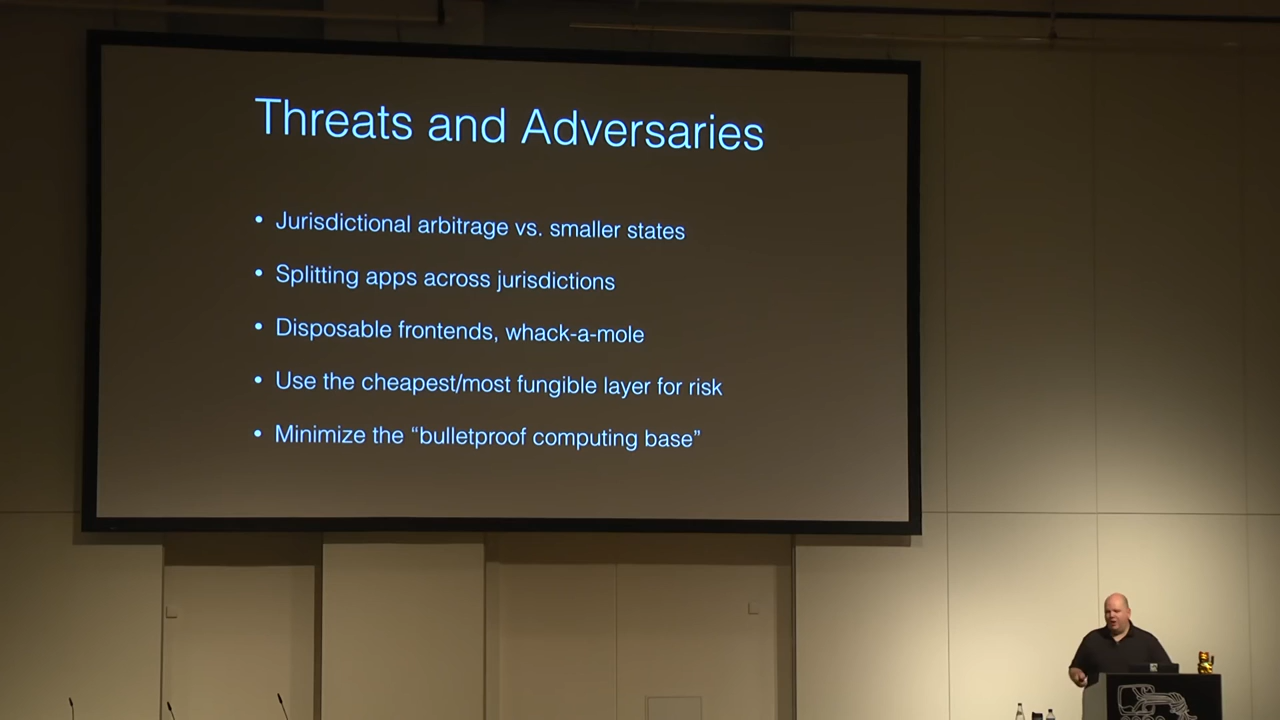 Threats and Adversaries
• Jurisdictional arbitrage vs. smaller states
• Splitting apps across jurisdictions
• Disposable frontends, whack-a-mole
• Use the cheapest/most fungible layer for risk
• Minimize the “bulletproof computing base”